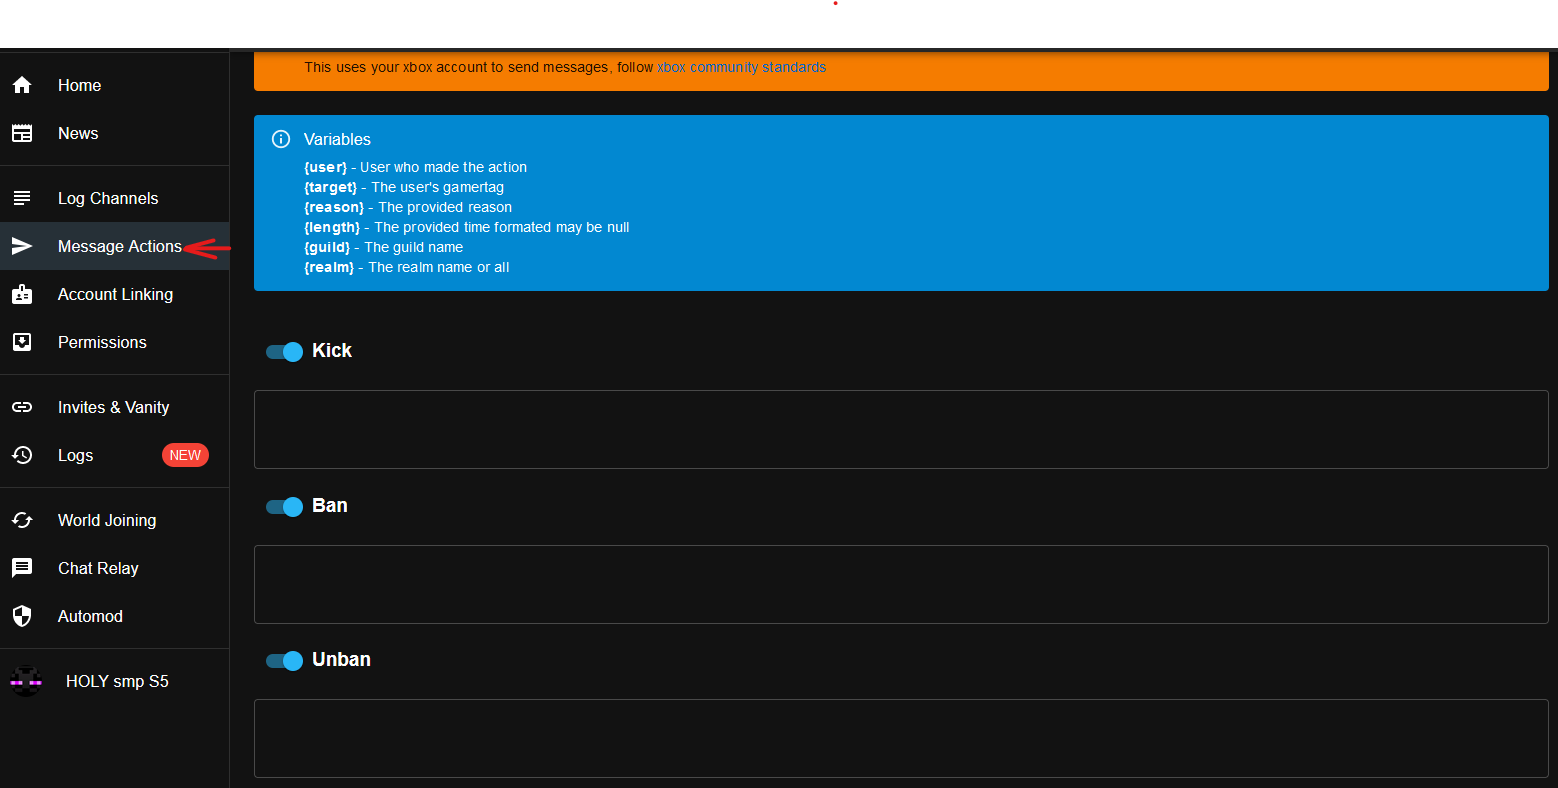 This uses your xbox account to send messages, follow xbox community standards
Home
News
Log Channels
Message Actions
Account Linking
Permissions
Invites & Vanity
Logs NEW
World Joining
Chat Relay
Automod
HOLY smp S5
Variables
{user} - User who made the action
{target} - The user's gamertag
{reason} - The provided reason
{length} - The provided time formated may be null
{guild} - The guild name
{realm} - The realm name or all
Kick
Ban
Unban